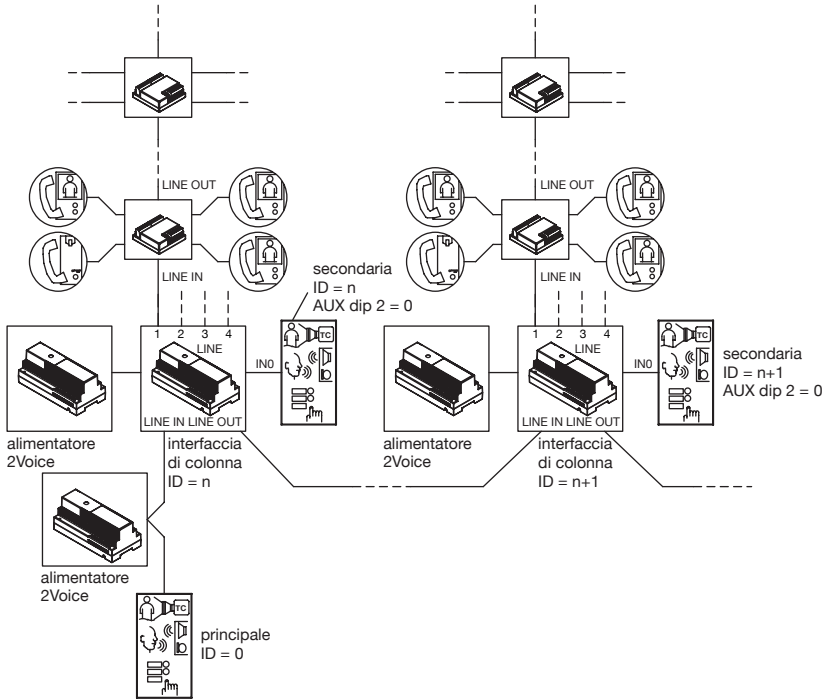 LINE OUT
LINE OUT
LINE IN
secondaria
ID = n
AUX dip 2 = 0
LINE IN
1 2 3 4
LINE
IN0
TC
1 2 3 4
LINE
IN0
TC
secondaria
ID = n+1
AUX dip 2 = 0
LINE IN LINE OUT
LINE IN LINE OUT
alimentatore
2Voice
interfaccia
di colonna
ID = n
alimentatore
2Voice
interfaccia
di colonna
ID = n+1
alimentatore
2Voice
TC
principale
ID = 0